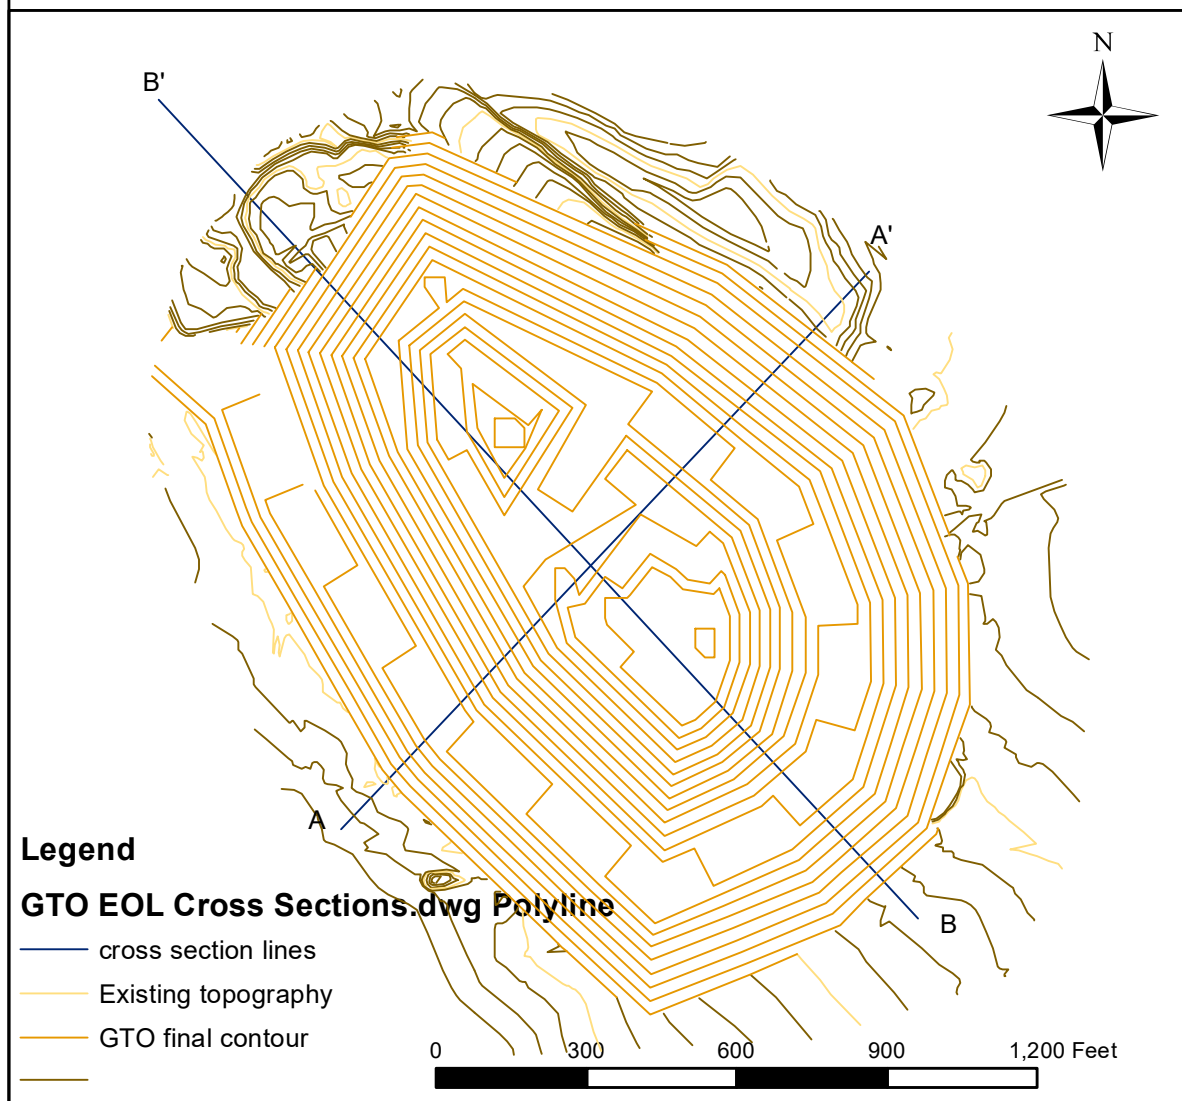 N
B'
A'
A
B
Legend
GTO EOL Cross Sections.dwg Polyline
cross section lines
Existing topography
GTO final contour
0 300 600 900 1,200 Feet